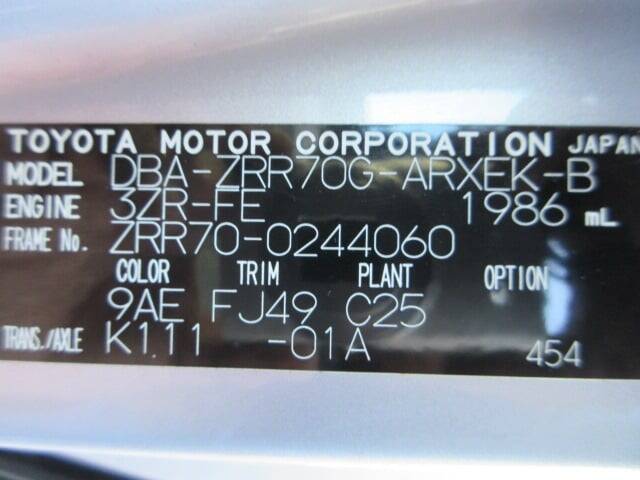 TOYOTA MOTOR CORPORATION JAPAN
MODEL DBA-ZRR70G-ARXEK-B
ENGINE 3ZR-FE 1986 mL
FRAME No. ZRR70-0244060
COLOR TRIM PLANT OPTION
9AE FJ49 C25
TRANS./AXLE K111 -01A 454